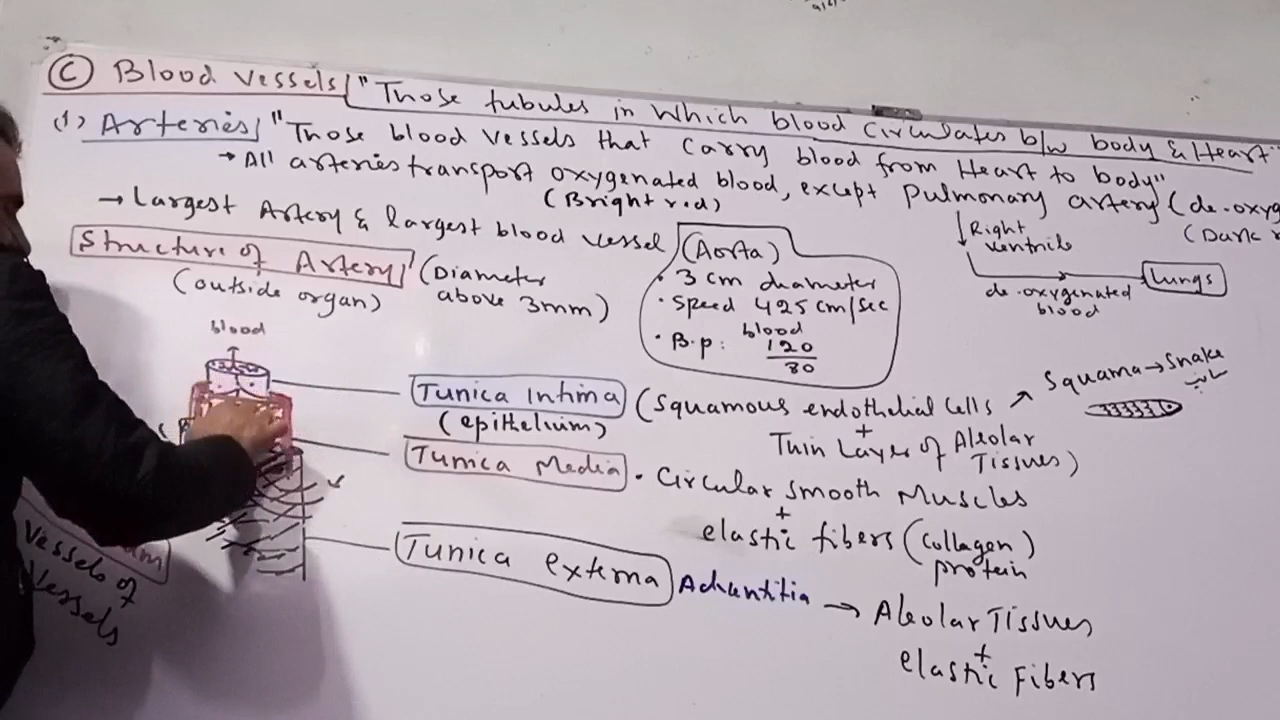 (C) Blood Vessels / "Those tubules in Which blood Circulates b/w body & Heart"
(1) Arteries / "Those blood vessels that carry blood from Heart to body"
→ All arteries transport oxygenated blood, except Pulmonary artery (de-oxyg
(Bright red)
(Dark
→ Largest Artery & largest blood vessel (Aorta)
• 3 cm diameter
• Speed 425 cm/sec
blood
• B.p: 120
80
Right
ventricle
de-oxygenated
blood
Lungs
Structure of Artery (Diameter
above 3mm)
(outside organ)
blood
Tunica Intima (Squamous endothelial Cells
(epithelium)
+
Thin Layer of Aleolar
Tissues)
Squama → Snake
سانپ
Tunica Media • Circular Smooth Muscles
+
elastic fibers (Collagen)
protein
Tunica externa
→ Aleolar Tissues
+
elastic Fibers
Vessels of
Vessels